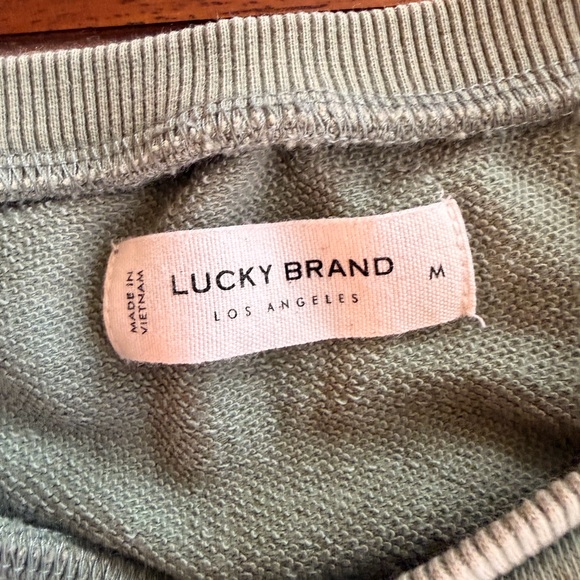 MADE IN
VIETNAM
LUCKY BRAND
LOS ANGELES
M